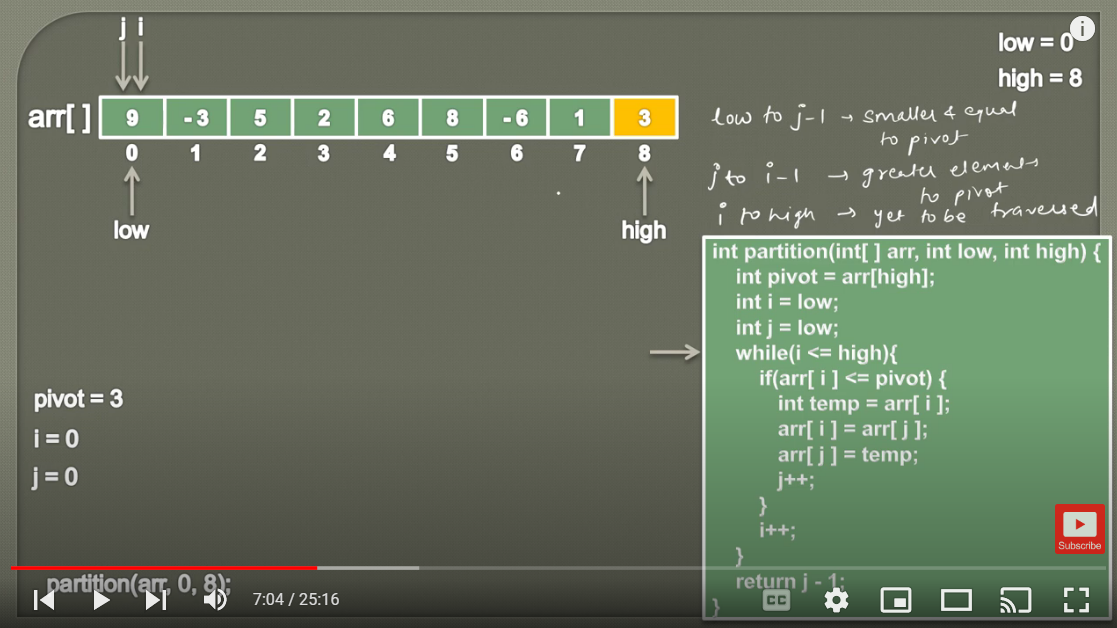 j i
low = 0
high = 8
arr[ ] 9 -3 5 2 6 8 -6 1 3
0 1 2 3 4 5 6 7 8
low high
low to j-1 → smaller & equal
to pivot
j to i-1 → greater elements
to pivot
i to high → yet to be traversed
int partition(int[ ] arr, int low, int high) {
int pivot = arr[high];
int i = low;
int j = low;
while(i <= high){
if(arr[ i ] <= pivot) {
int temp = arr[ i ];
arr[ i ] = arr[ j ];
arr[ j ] = temp;
j++;
}
i++;
}
return j - 1;
}
pivot = 3
i = 0
j = 0
partition(arr, 0, 8);
Subscribe
7:04 / 25:16
CC